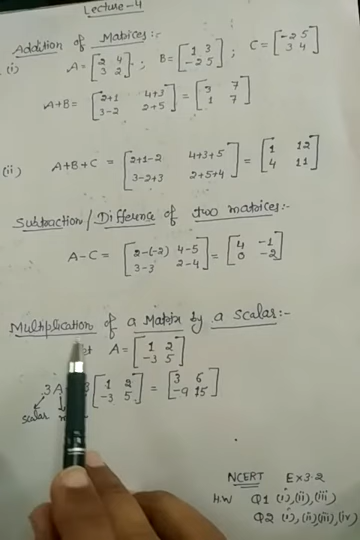 Lecture-4
Addition of Matices:-
(i) A = [2 4; 3 2]; B = [1 3; -2 5]; C = [-2 5; 3 4]
A+B = [2+1 4+3; 3-2 2+5] = [3 7; 1 7]
(ii) A+B+C = [2+1-2 4+3+5; 3-2+3 2+5+4] = [1 12; 4 11]
Subtraction/Difference of two matrices:-
A-C = [2-(-2) 4-5; 3-3 2-4] = [4 -1; 0 -2]
Multiplication of a Matrix by a Scalar:-
A = [1 2; -3 5]
3A 3 [1 2; -3 5] = [3 6; -9 15]
scalar
NCERT Ex 3.2
H.W Q1 (i), (ii), (iii)
Q2 (i), (ii) (iii), (iv)